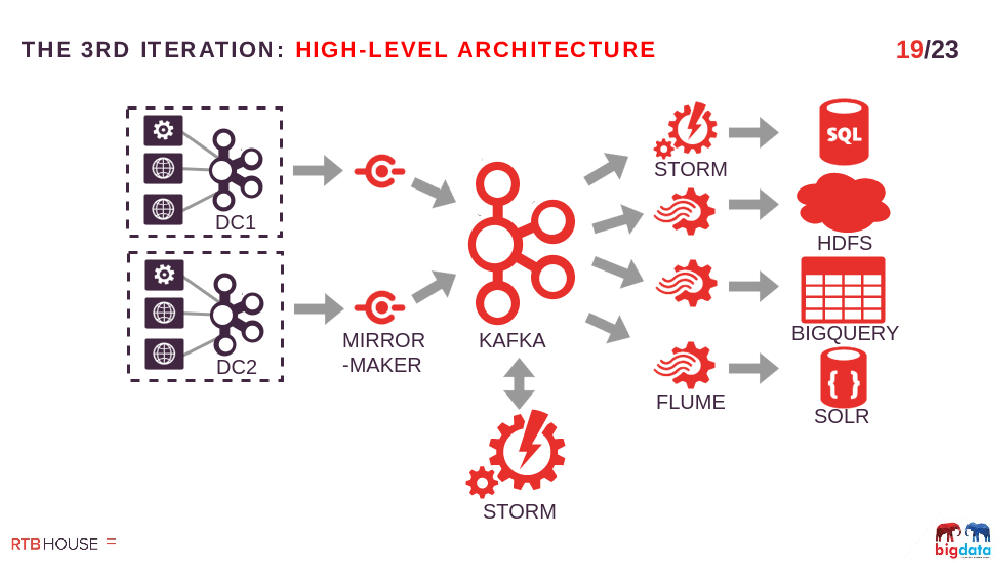 THE 3RD ITERATION: HIGH-LEVEL ARCHITECTURE
19/23
DC1
DC2
MIRROR
-MAKER
KAFKA
STORM
STORM
FLUME
SQL
HDFS
BIGQUERY
{ }
SOLR
RTBHOUSE
bigdata